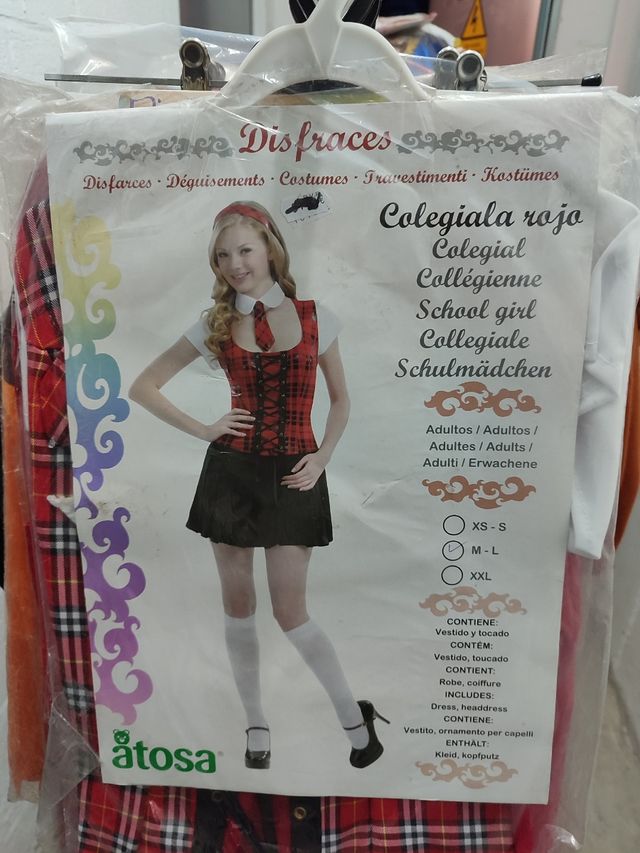 Disfraces
Disfarces · Déguisements · Costumes · Travestimenti · Kostümes
Colegiala rojo
Colegial
Collégienne
School girl
Collegiale
Schulmädchen
Adultos / Adultos /
Adultes / Adults /
Adulti / Erwachene
XS - S
M - L
XXL
CONTIENE:
Vestido y tocado
CONTÉM:
Vestido, toucado
CONTIENT:
Robe, coiffure
INCLUDES:
Dress, headdress
CONTIENE:
Vestito, ornamento per capelli
ENTHÄLT:
Kleid, kopfputz
atosa®